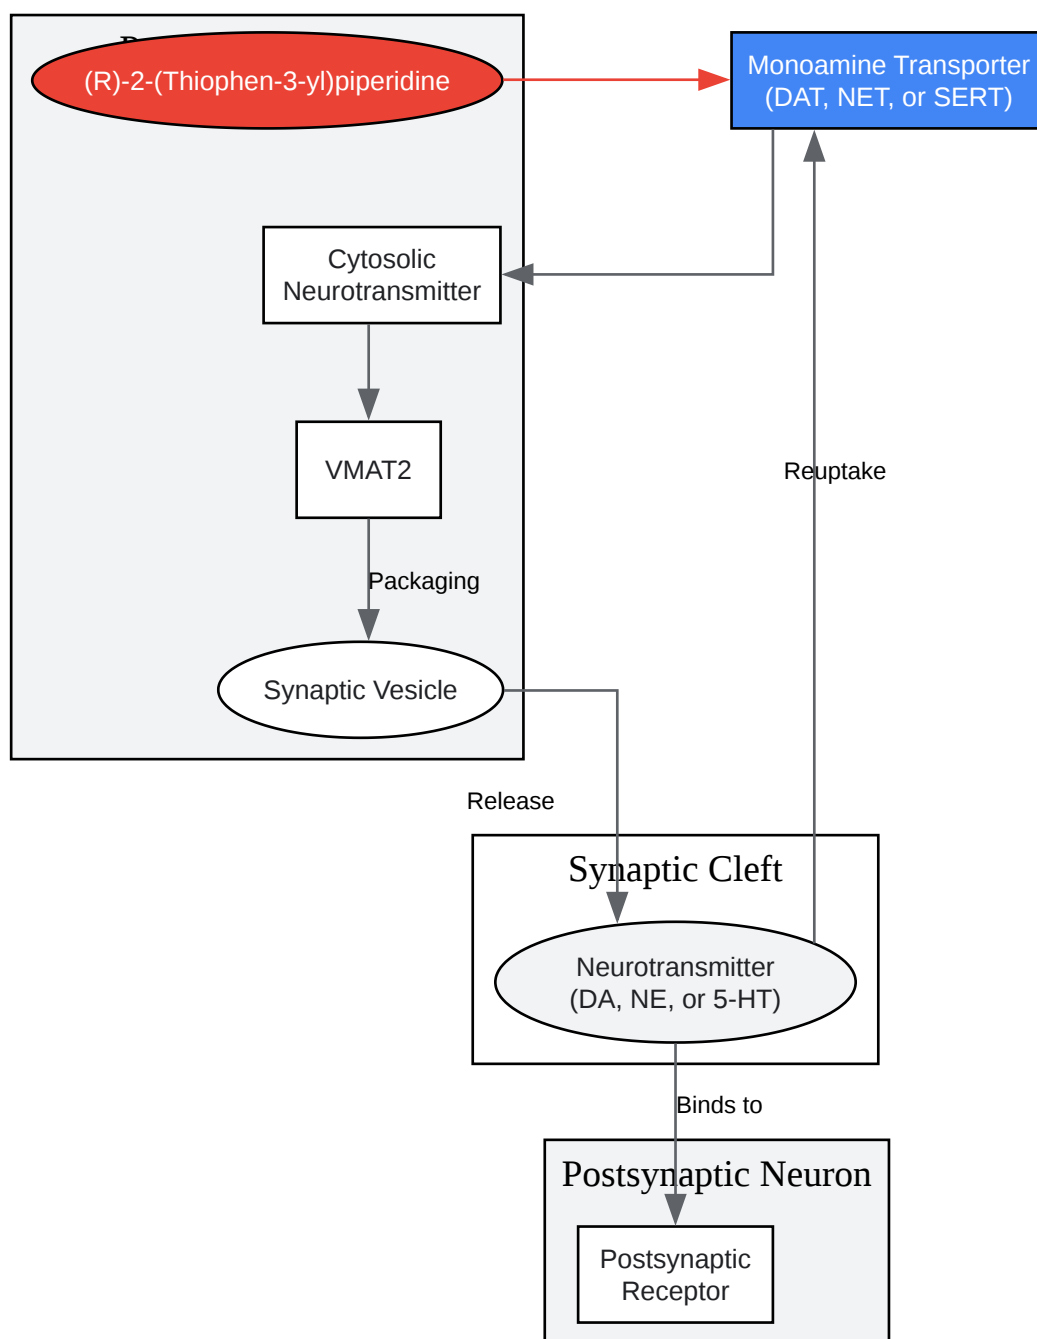 (R)-2-(Thiophen-3-yl)piperidine
Monoamine Transporter
(DAT, NET, or SERT)
Cytosolic
Neurotransmitter
VMAT2
Reuptake
Packaging
Synaptic Vesicle
Release
Synaptic Cleft
Neurotransmitter
(DA, NE, or 5-HT)
Binds to
Postsynaptic Neuron
Postsynaptic
Receptor